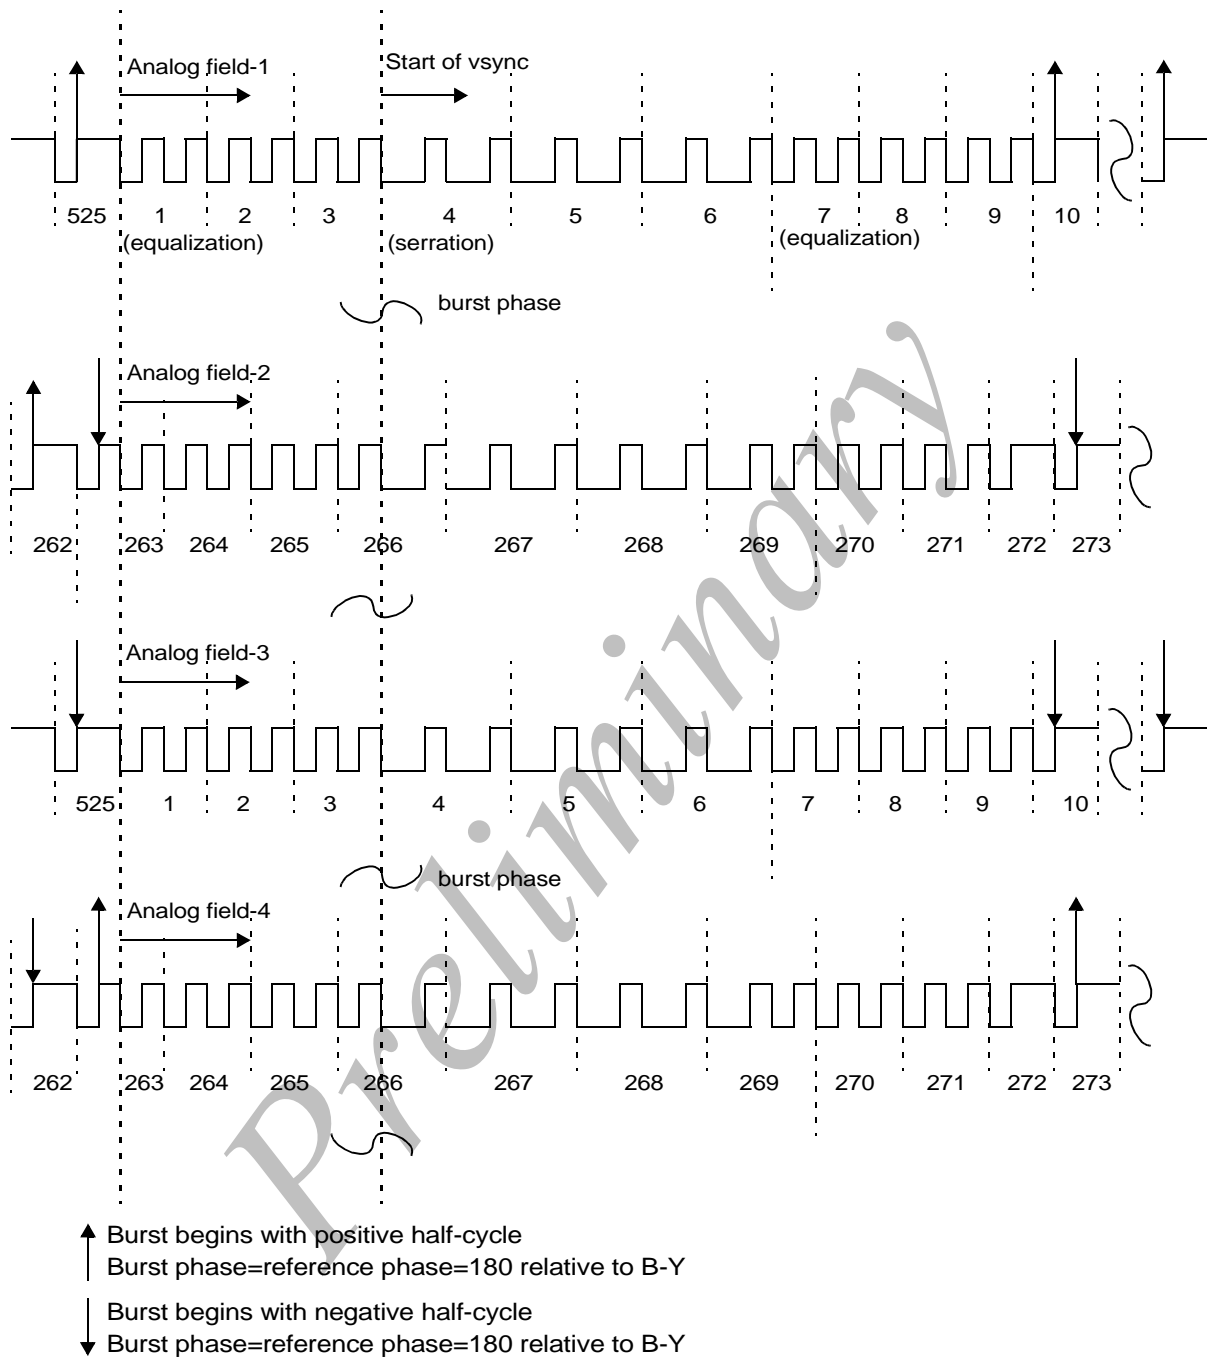 Analog field-1
Start of vsync
525 1 2 3 4 5 6 7 8 9 10
(equalization) (serration) (equalization)
burst phase
Analog field-2
262 263 264 265 266 267 268 269 270 271 272 273
Analog field-3
525 1 2 3 4 5 6 7 8 9 10
burst phase
Analog field-4
262 263 264 265 266 267 268 269 270 271 272 273
Preliminary
Burst begins with positive half-cycle
Burst phase=reference phase=180 relative to B-Y
Burst begins with negative half-cycle
Burst phase=reference phase=180 relative to B-Y